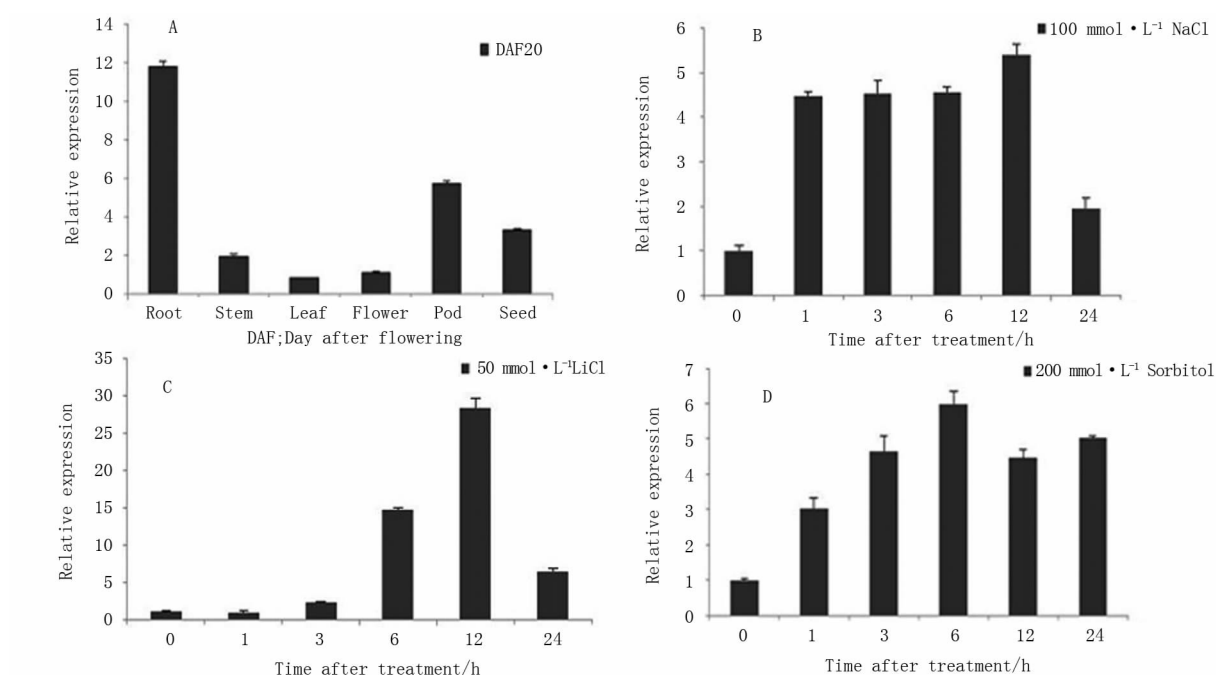 A
DAF20
Relative expression
14
12
10
8
6
4
2
0
Root Stem Leaf Flower Pod Seed
DAF;Day after flowering
B
100 mmol·L⁻¹ NaCl
Relative expression
6
5
4
3
2
1
0
0 1 3 6 12 24
Time after treatment/h
C
50 mmol·L⁻¹LiCl
Relative expression
35
30
25
20
15
10
5
0
0 1 3 6 12 24
Time after treatment/h
D
200 mmol·L⁻¹ Sorbitol
Relative expression
7
6
5
4
3
2
1
0
0 1 3 6 12 24
Time after treatment/h